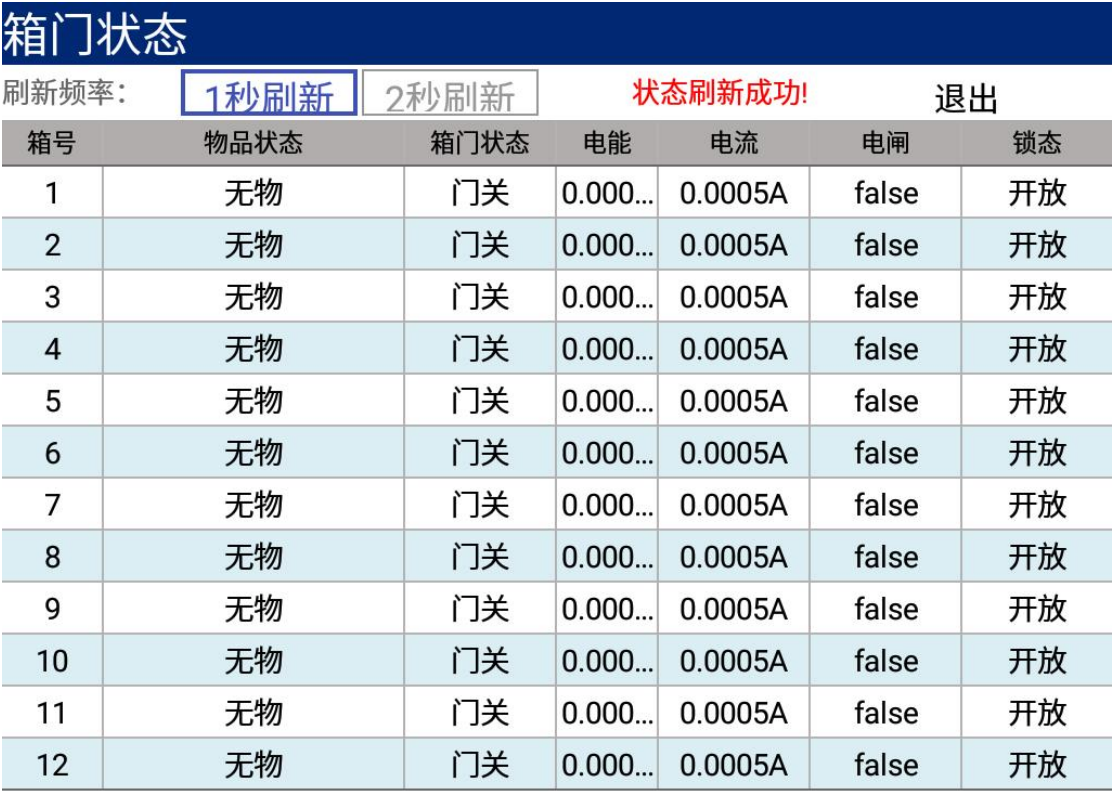 箱门状态
刷新频率： 1秒刷新 2秒刷新 状态刷新成功! 退出
箱号 物品状态 箱门状态 电能 电流 电闸 锁态
1 无物 门关 0.000... 0.0005A false 开放
2 无物 门关 0.000... 0.0005A false 开放
3 无物 门关 0.000... 0.0005A false 开放
4 无物 门关 0.000... 0.0005A false 开放
5 无物 门关 0.000... 0.0005A false 开放
6 无物 门关 0.000... 0.0005A false 开放
7 无物 门关 0.000... 0.0005A false 开放
8 无物 门关 0.000... 0.0005A false 开放
9 无物 门关 0.000... 0.0005A false 开放
10 无物 门关 0.000... 0.0005A false 开放
11 无物 门关 0.000... 0.0005A false 开放
12 无物 门关 0.000... 0.0005A false 开放